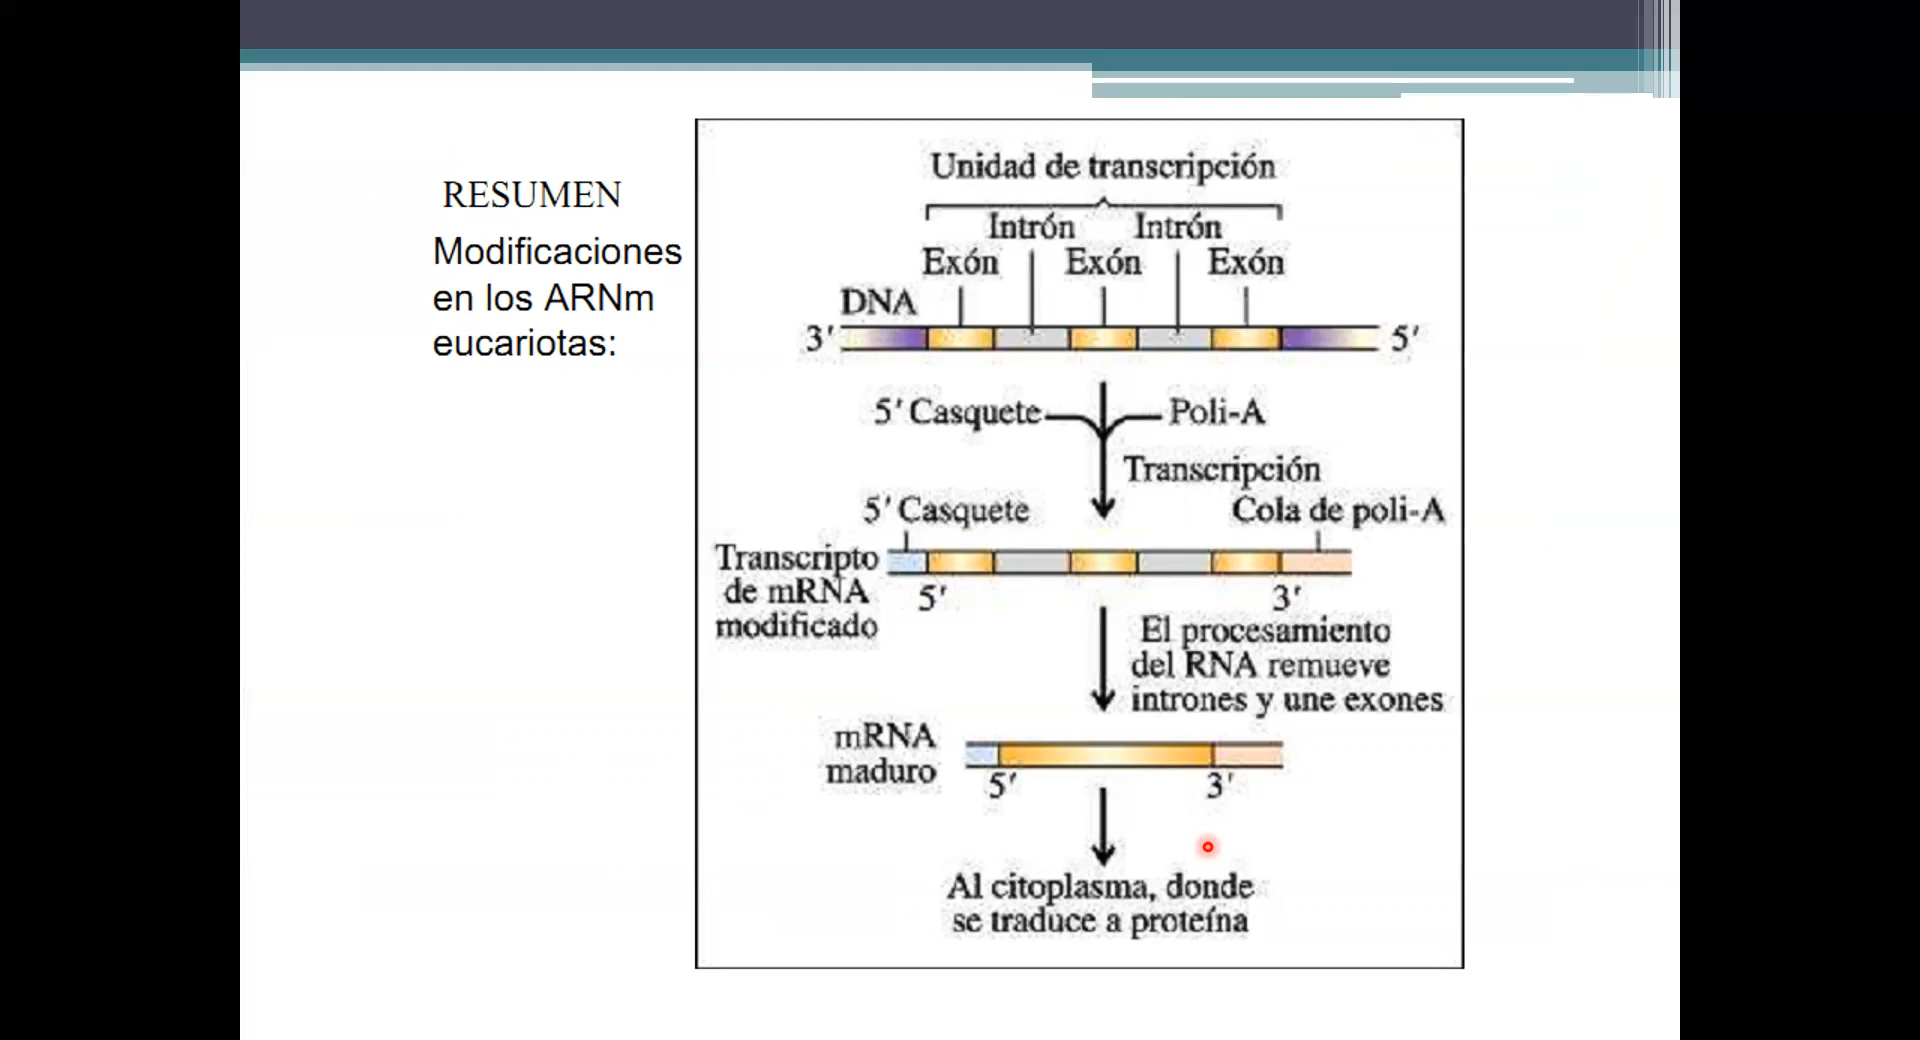 RESUMEN
Modificaciones
en los ARNm
eucariotas:
Unidad de transcripción
Intrón Intrón
Exón Exón Exón
DNA
3′ 5′
5′ Casquete Poli-A
Transcripción
5′ Casquete Cola de poli-A
Transcripto
de mRNA
modificado
5′ 3′
El procesamiento
del RNA remueve
intrones y une exones
mRNA
maduro
5′ 3′
Al citoplasma, donde
se traduce a proteína